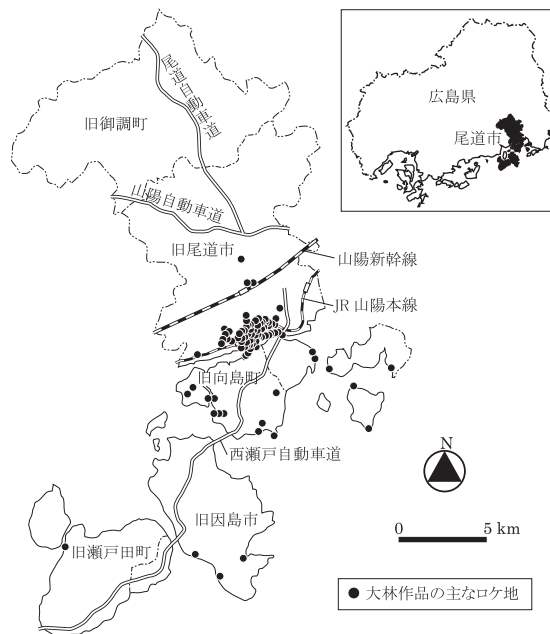 尾道自動車道
旧御調町
山陽自動車道
旧尾道市
山陽新幹線
JR 山陽本線
旧向島町
西瀬戸自動車道
旧因島市
旧瀬戸田町
広島県
尾道市
N
0 5 km
● 大林作品の主なロケ地